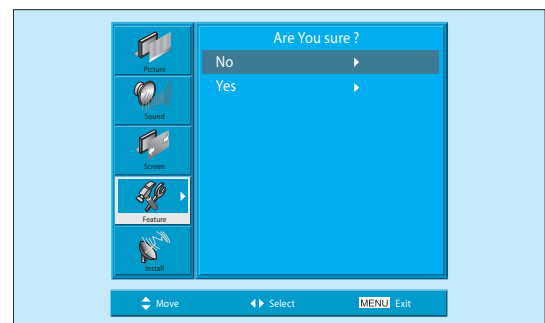 Are You sure ?
No
Yes
Picture
Sound
Screen
Feature
Install
Move Select MENU Exit